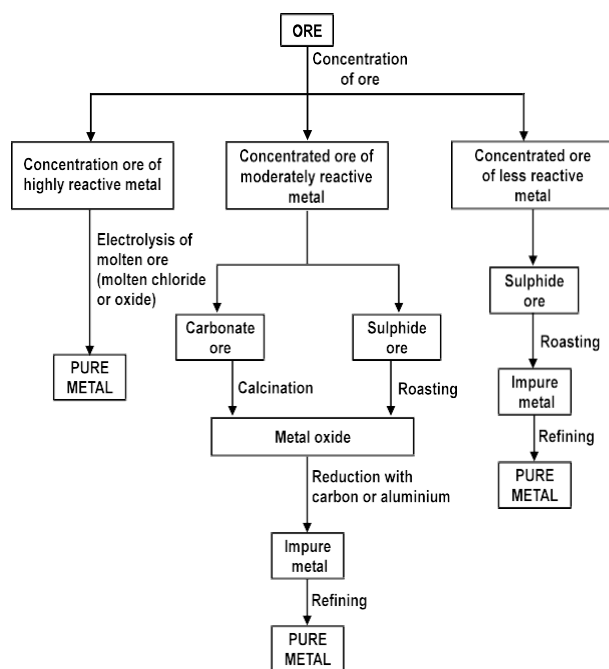 ORE
Concentration
of ore
Concentration ore of
highly reactive metal
Concentrated ore of
moderately reactive
metal
Concentrated ore
of less reactive
metal
Electrolysis of
molten ore
(molten chloride
or oxide)
PURE
METAL
Carbonate
ore
Sulphide
ore
Calcination
Roasting
Metal oxide
Reduction with
carbon or aluminium
Impure
metal
Refining
PURE
METAL
Sulphide
ore
Roasting
Impure
metal
Refining
PURE
METAL